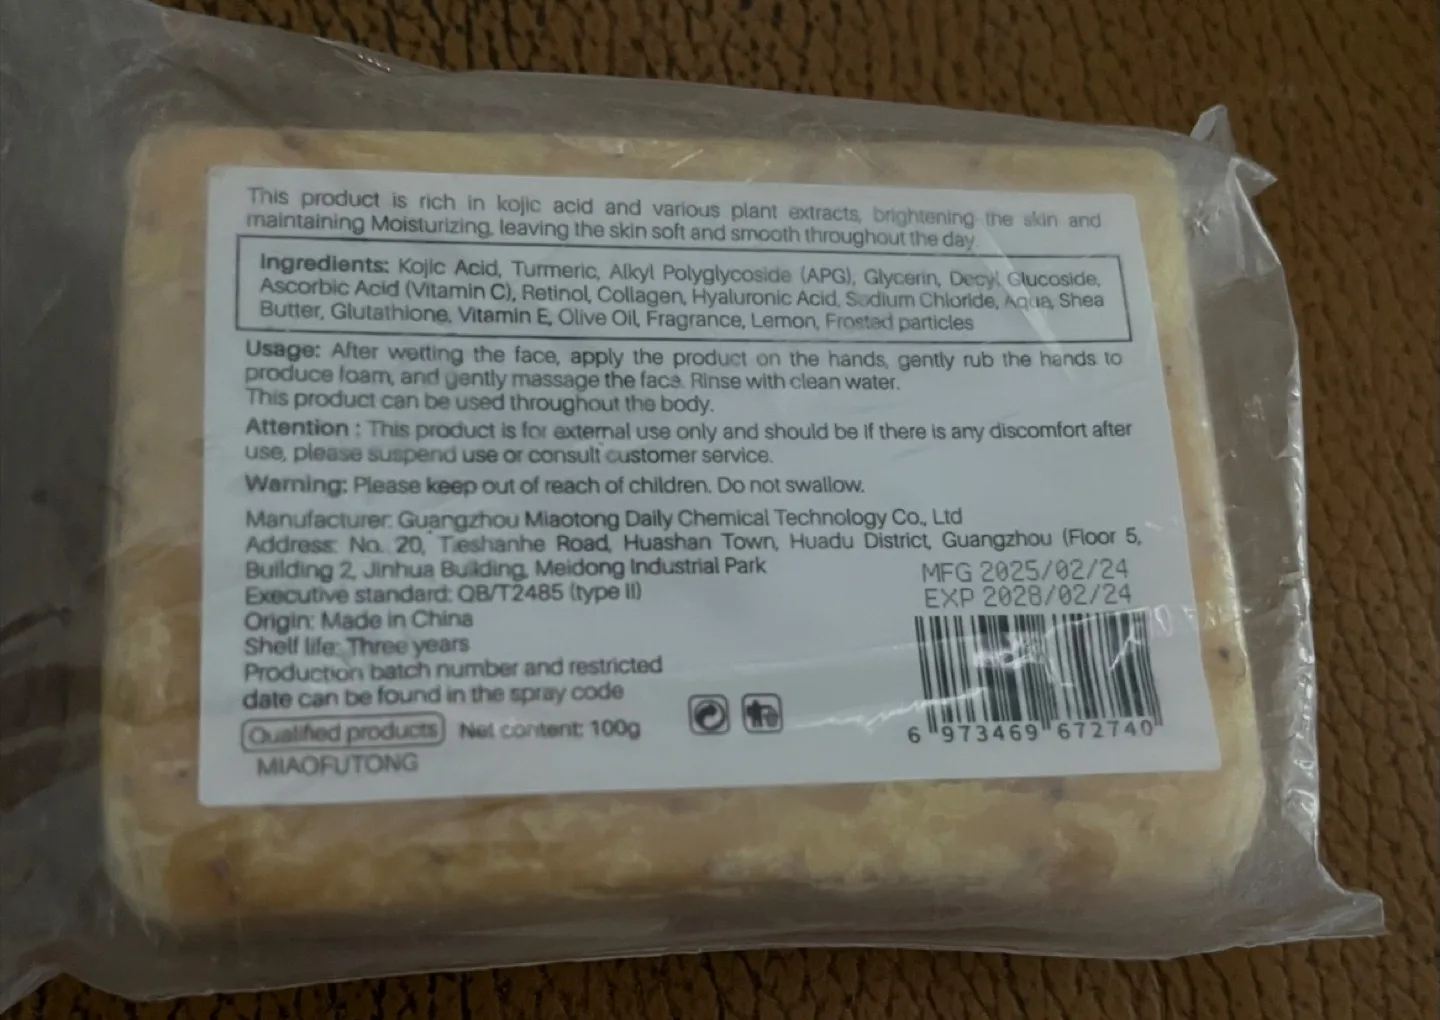 This product is rich in kojic acid and various plant extracts, brightening the skin and
maintaining Moisturizing, leaving the skin soft and smooth throughout the day.
Ingredients: Kojic Acid, Turmeric, Alkyl Polyglycoside (APG), Glycerin, Decyl Glucoside,
Ascorbic Acid (Vitamin C), Retinol, Collagen, Hyaluronic Acid, Sodium Chloride, Aqua, Shea
Butter, Glutathione, Vitamin E, Olive Oil, Fragrance, Lemon, Frosted particles
Usage: After wetting the face, apply the product on the hands, gently rub the hands to
produce foam, and gently massage the face. Rinse with clean water.
This product can be used throughout the body.
Attention : This product is for external use only and should be if there is any discomfort after
use, please suspend use or consult customer service.
Warning: Please keep out of reach of children. Do not swallow.
Manufacturer: Guangzhou Miaotong Daily Chemical Technology Co., Ltd
Address: No. 20, Tieshanhe Road, Huashan Town, Huadu District, Guangzhou (Floor 5,
Building 2, Jinhua Building, Meidong Industrial Park
Executive standard: QB/T2485 (type II)
Origin: Made in China
Shelf life: Three years
Production batch number and restricted
date can be found in the spray code
Qualified products Net content: 100g
MIAOFUTONG
MFG 2025/02/24
EXP 2028/02/24
6 973469 672740